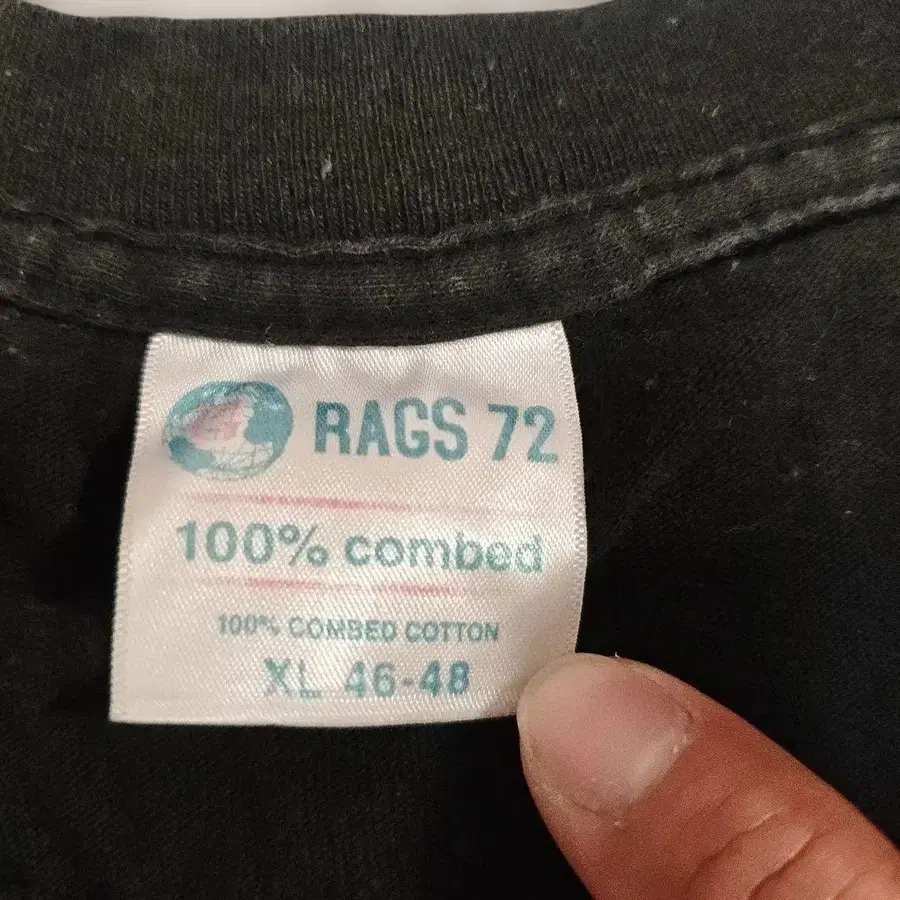 RAGS 72
100% combed
100% COMBED COTTON
XL 46-48